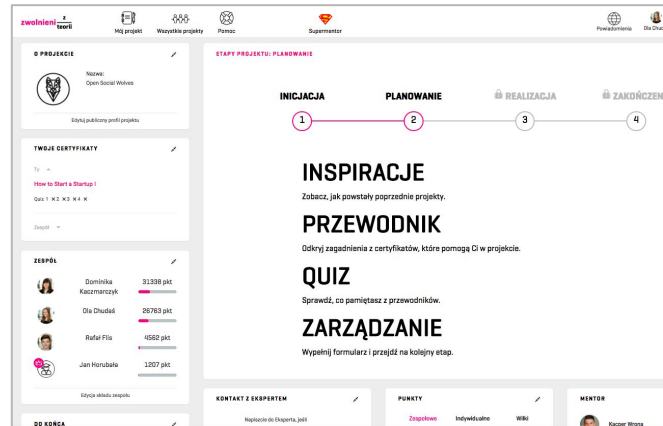 zwolnieni z teorii
Mój projekt
Wszystkie projekty
Pomoc
Supermentor
Powiadomienia
Ola Chud
O PROJEKCIE
Nazwa:
Open Social Wolves
Edytuj publiczny profil projektu
TWOJE CERTYFIKATY
Ty
How to Start a Startup I
Quiz 1 ✕ 2 ✕ 3 ✕ 4 ✕
Zespół
ZESPÓŁ
Dominika Kaczmarczyk 31338 pkt
Ola Chudaś 26763 pkt
Rafał Flis 4562 pkt
Jan Horubała 1207 pkt
Edycja składu zespołu
DO KOŃCA
ETAPY PROJEKTU: PLANOWANIE
INICJACJA PLANOWANIE REALIZACJA ZAKOŃCZEN
1 2 3 4
INSPIRACJE
Zobacz, jak powstały poprzednie projekty.
PRZEWODNIK
Odkryj zagadnienia z certyfikatów, które pomogą Ci w projekcie.
QUIZ
Sprawdź, co pamiętasz z przewodników.
ZARZĄDZANIE
Wypełnij formularz i przejdź na kolejny etap.
KONTAKT Z EKSPERTEM
Napiszcie do Eksperta, jeśli
PUNKTY
Zespołowe Indywidualne Wilki
MENTOR
Kacper Wrona